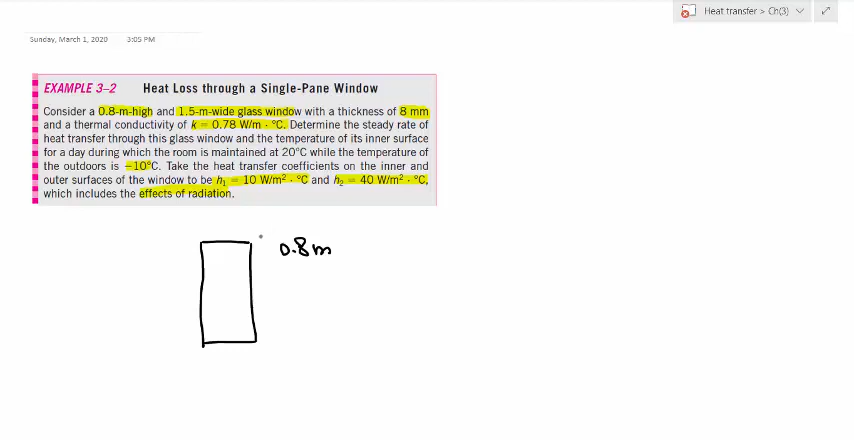 Heat transfer > Ch(3)
Sunday, March 1, 2020 3:05 PM
EXAMPLE 3–2 Heat Loss through a Single-Pane Window
Consider a 0.8-m-high and 1.5-m-wide glass window with a thickness of 8 mm
and a thermal conductivity of k = 0.78 W/m · °C. Determine the steady rate of
heat transfer through this glass window and the temperature of its inner surface
for a day during which the room is maintained at 20°C while the temperature of
the outdoors is −10°C. Take the heat transfer coefficients on the inner and
outer surfaces of the window to be h₁ = 10 W/m² · °C and h₂ = 40 W/m² · °C,
which includes the effects of radiation.
0.8 m